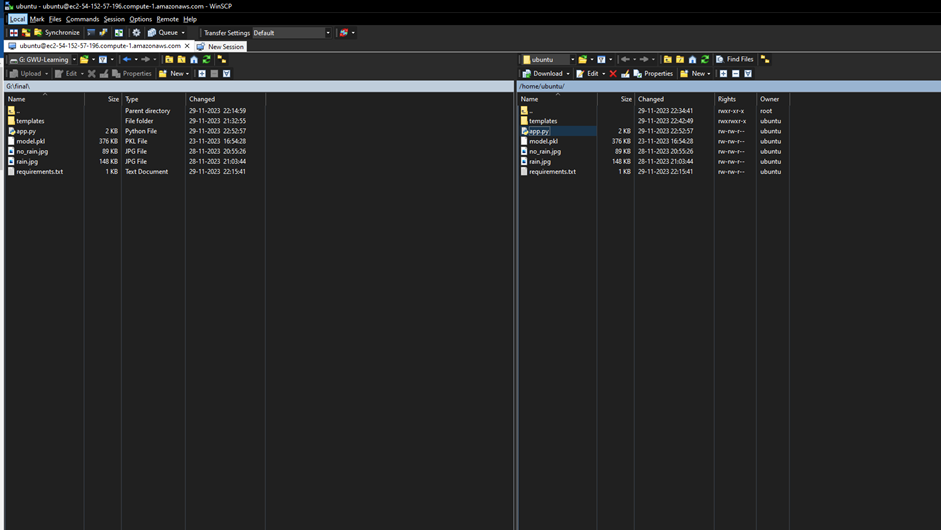 ubuntu - ubuntu@ec2-54-152-57-196.compute-1.amazonaws.com - WinSCP
Local Mark Files Commands Session Options Remote Help
Synchronize Queue Transfer Settings Default
ubuntu@ec2-54-152-57-196.compute-1.amazonaws.com × New Session
G: GWU-Learning
Upload Edit Properties New
G:\final\
Name Size Type Changed
.. Parent directory 29-11-2023 22:14:59
templates File folder 29-11-2023 21:32:55
app.py 2 KB Python File 29-11-2023 22:52:57
model.pkl 376 KB PKL File 23-11-2023 16:54:28
no_rain.jpg 89 KB JPG File 28-11-2023 20:55:26
rain.jpg 148 KB JPG File 28-11-2023 21:03:44
requirements.txt 1 KB Text Document 29-11-2023 22:15:41
ubuntu Find Files
Download Edit Properties New
/home/ubuntu/
Name Size Changed Rights Owner
.. 29-11-2023 22:34:41 rwxr-xr-x root
templates 29-11-2023 22:42:49 rwxrwxr-x ubuntu
app.py 2 KB 29-11-2023 22:52:57 rw-rw-r-- ubuntu
model.pkl 376 KB 23-11-2023 16:54:28 rw-rw-r-- ubuntu
no_rain.jpg 89 KB 28-11-2023 20:55:26 rw-rw-r-- ubuntu
rain.jpg 148 KB 28-11-2023 21:03:44 rw-rw-r-- ubuntu
requirements.txt 1 KB 29-11-2023 22:15:41 rw-rw-r-- ubuntu